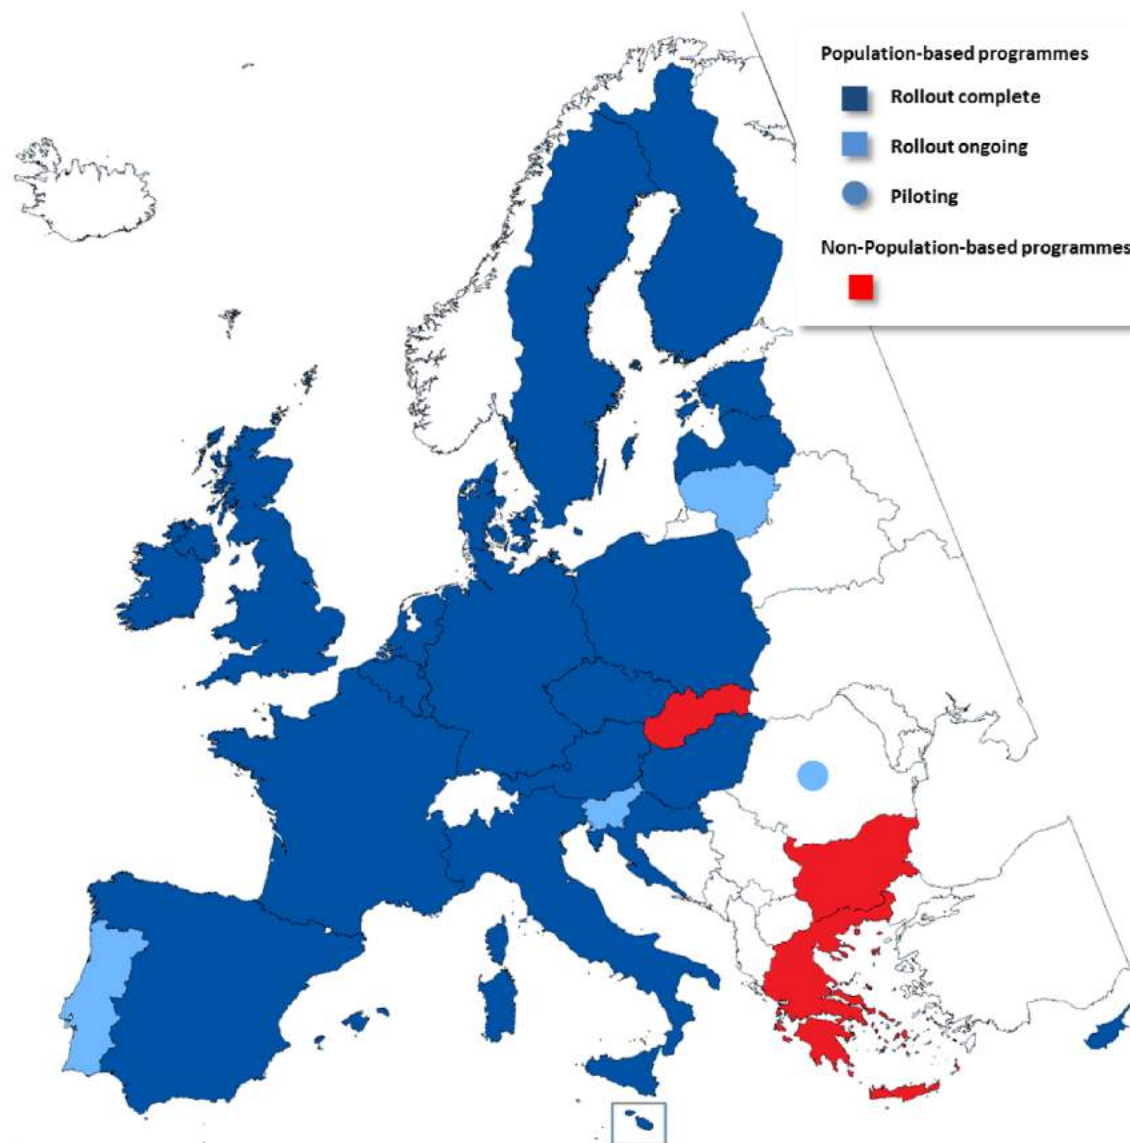 Population-based programmes
Rollout complete
Rollout ongoing
Piloting
Non-Population-based programmes